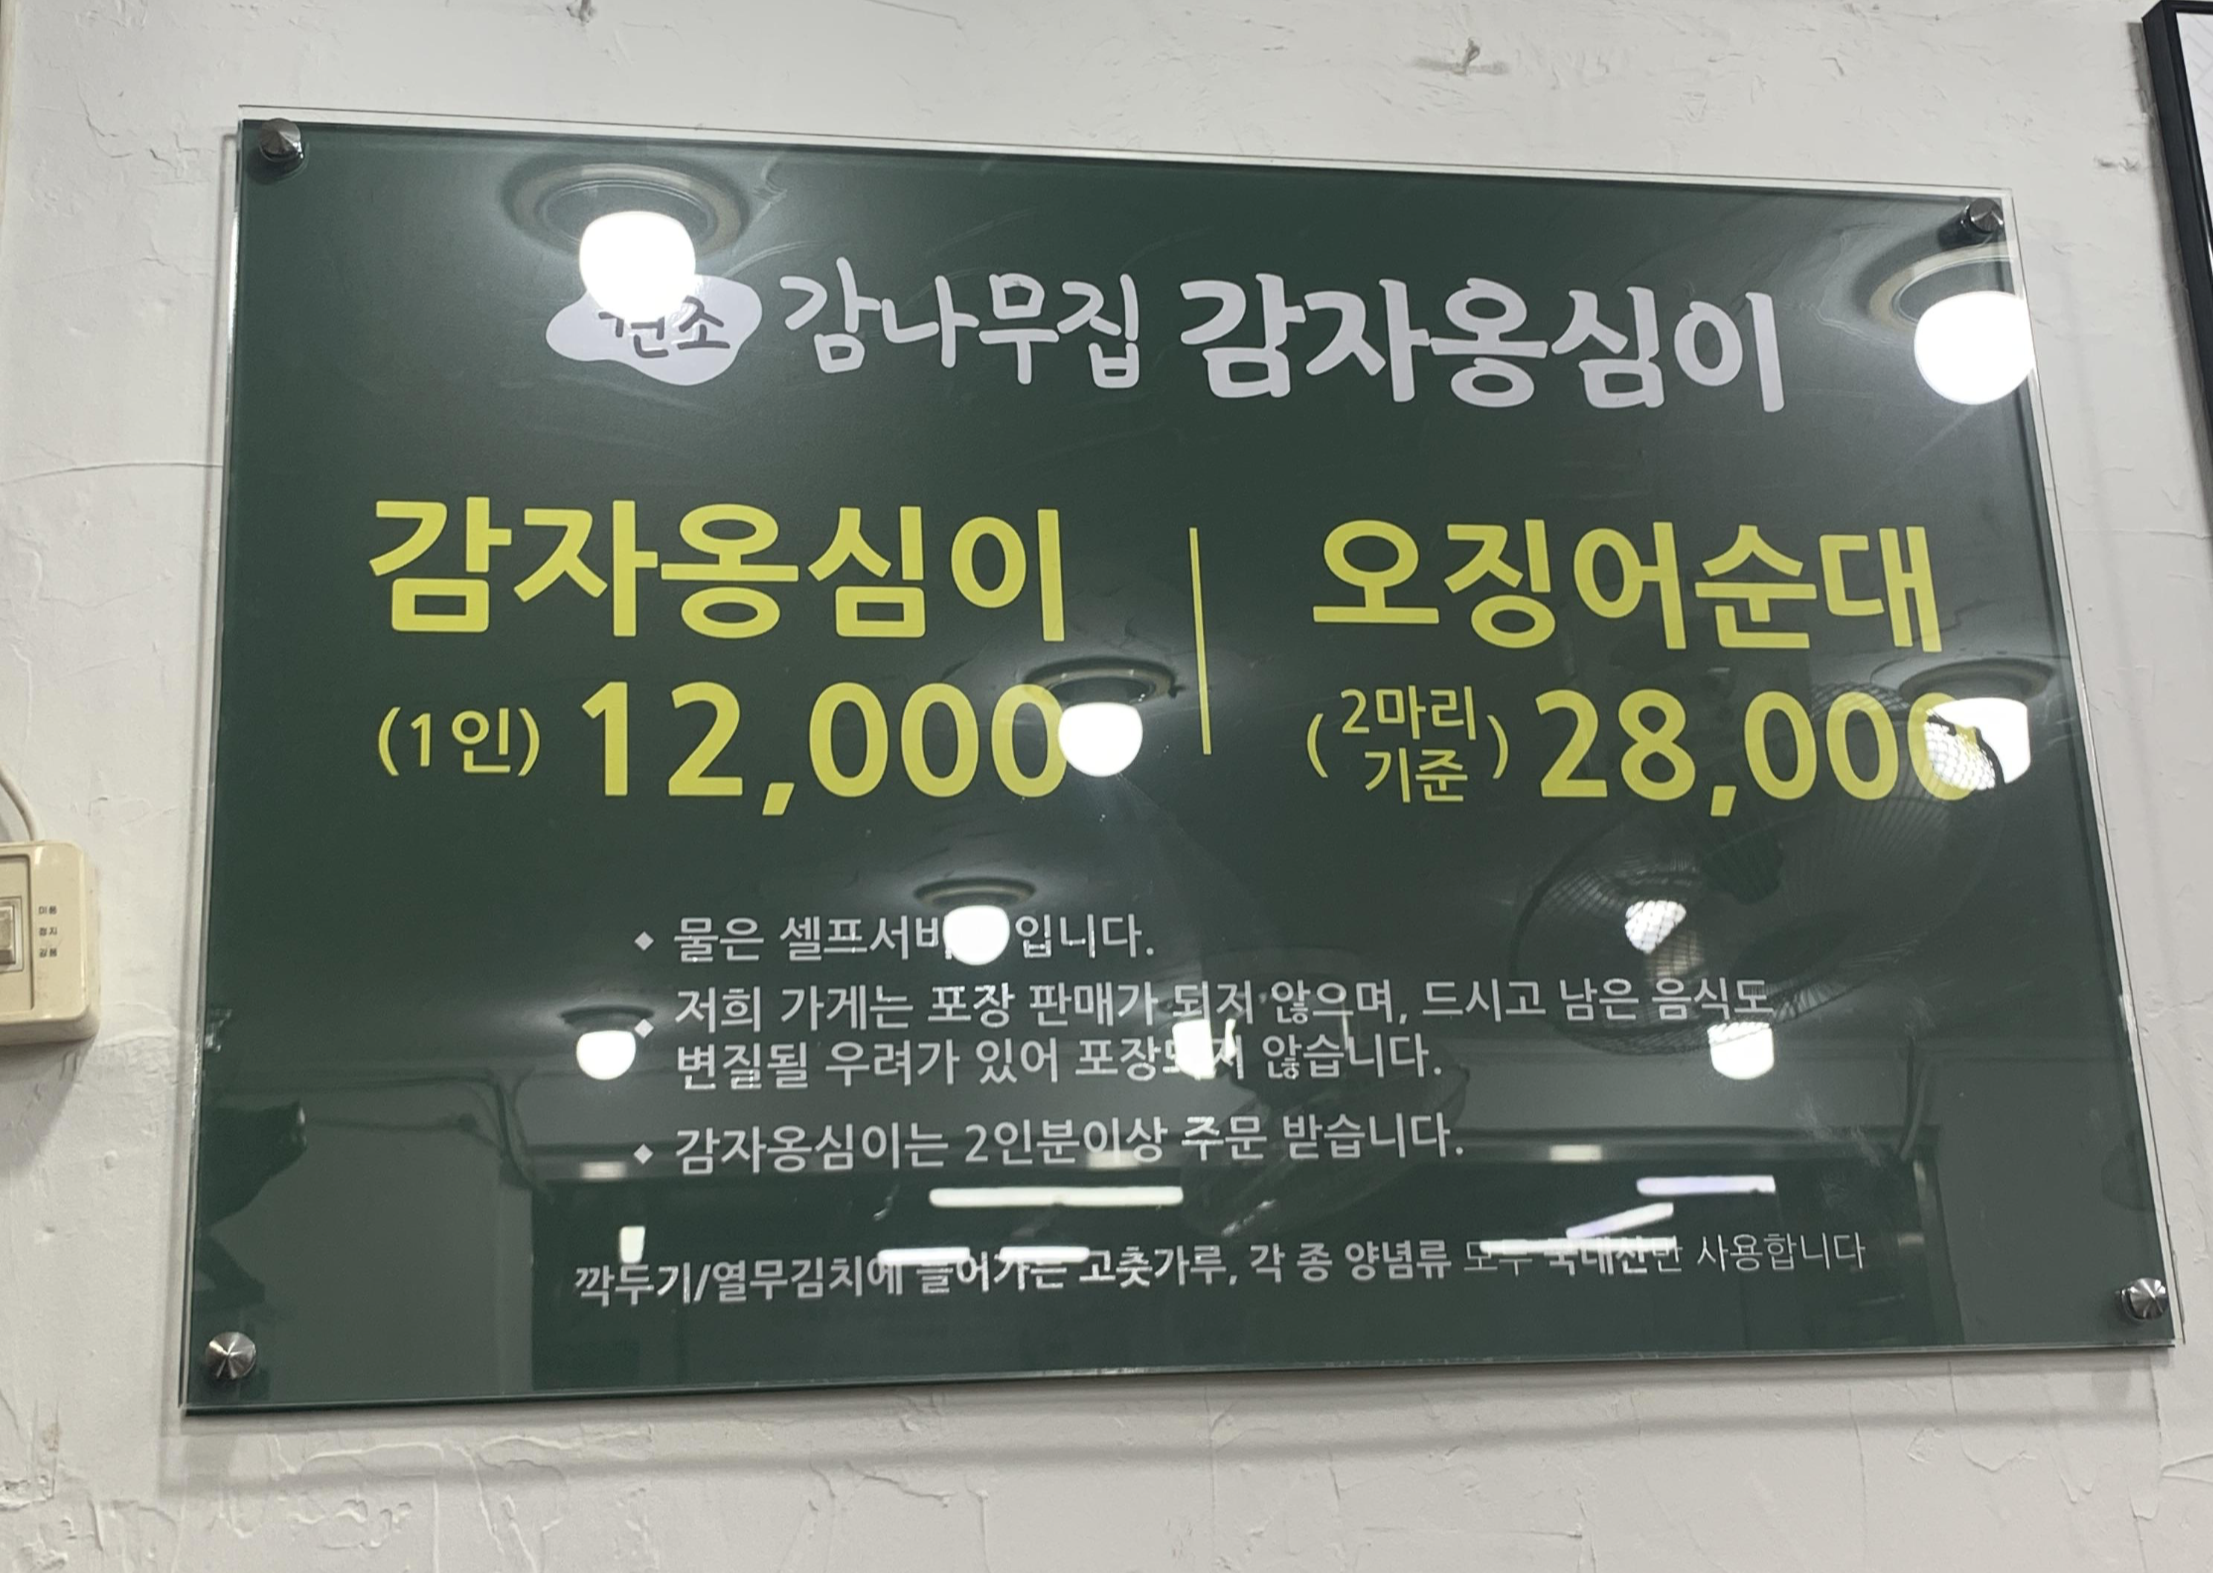 원조 감나무집 감자옹심이
감자옹심이
(1인) 12,000
오징어순대
(2마리 기준) 28,000
◆ 물은 셀프서비 입니다.
◆ 저희 가게는 포장 판매가 되지 않으며, 드시고 남은 음식도
변질될 우려가 있어 포장되지 않습니다.
◆ 감자옹심이는 2인분이상 주문 받습니다.
깍두기/열무김치에 들어가는 고춧가루, 각 종 양념류 모두 국내산만 사용합니다